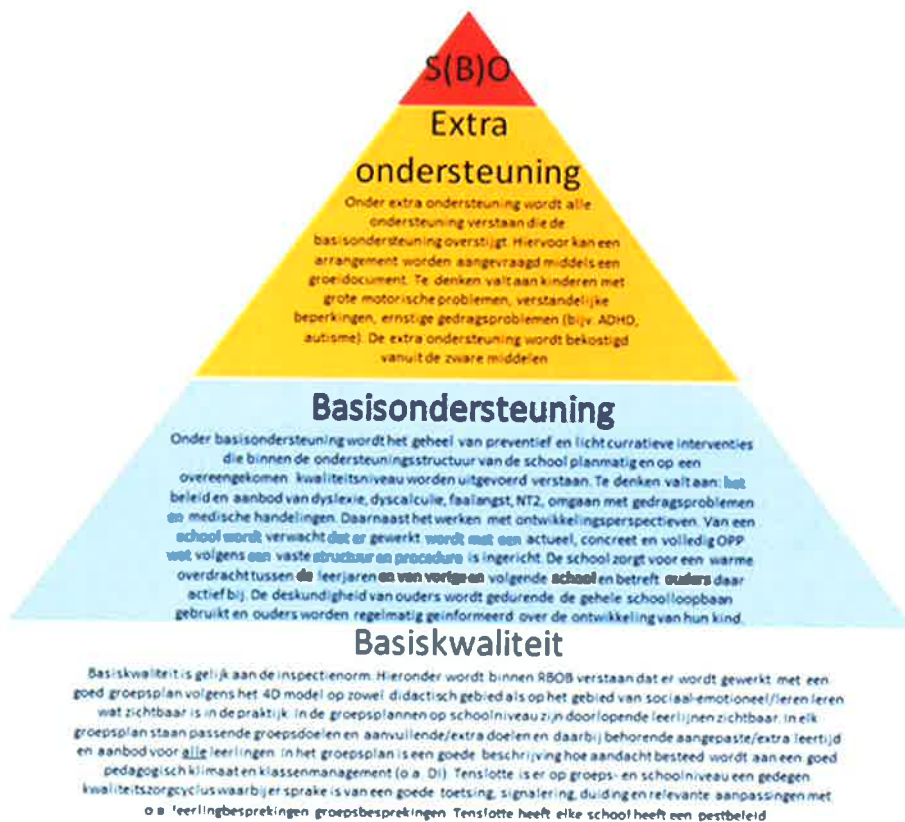 S(B)O
Extra
ondersteuning
Onder extra ondersteuning wordt alle
ondersteuning verstaan die de
basisondersteuning overstijgt. Hiervoor kan een
arrangement worden aangevraagd middels een
groeidocument. Te denken valt aan kinderen met
grote motorische problemen, verstandelijke
beperkingen, ernstige gedragsproblemen (bijv. ADHD,
autisme). De extra ondersteuning wordt bekostigd
vanuit de zware middelen
Basisondersteuning
Onder basisondersteuning wordt het geheel van preventief en licht curratieve interventies
die binnen de ondersteuningsstructuur van de school planmatig en op een
overeengekomen kwaliteitsniveau worden uitgevoerd verstaan. Te denken valt aan: het
beleid en aanbod van dyslexie, dyscalculie, faalangst, NT2, omgaan met gedragsproblemen
en medische handelingen. Daarnaast het werken met ontwikkelingsperspectieven. Van een
school wordt verwacht dat er gewerkt wordt met een actueel, concreet en volledig OPP
wat volgens een vaste structuur en procedure is ingericht. De school zorgt voor een warme
overdracht tussen de leerjaren en van vorige en volgende school en betreft ouders daar
actief bij. De deskundigheid van ouders wordt gedurende de gehele schoolloopbaan
gebruikt en ouders worden regelmatig geinformeerd over de ontwikkeling van hun kind.
Basiskwaliteit
Basiskwaliteit is gelijk aan de inspectienorm. Hieronder wordt binnen RBOB verstaan dat er wordt gewerkt met een
goed groepsplan volgens het 4D model op zowel didactisch gebied als op het gebied van sociaal-emotioneel/leren leren
wat zichtbaar is in de praktijk. In de groepsplannen op schoolniveau zijn doorlopende leerlijnen zichtbaar. In elk
groepsplan staan passende groepsdoelen en aanvullende/extra doelen en daarbij behorende aangepaste/extra leertijd
en aanbod voor alle leerlingen. In het groepsplan is een goede beschrijving hoe aandacht besteed wordt aan een goed
pedagogisch klimaat en klassenmanagement (o.a. DI). Tenslotte is er op groeps- en schoolniveau een gedegen
kwaliteitszorgcyclus waarbij er sprake is van een goede toetsing, signalering, duiding en relevante aanpassingen met
o.a. leerlingbesprekingen groepsbesprekingen Tenslotte heeft elke school heeft een pestbeleid